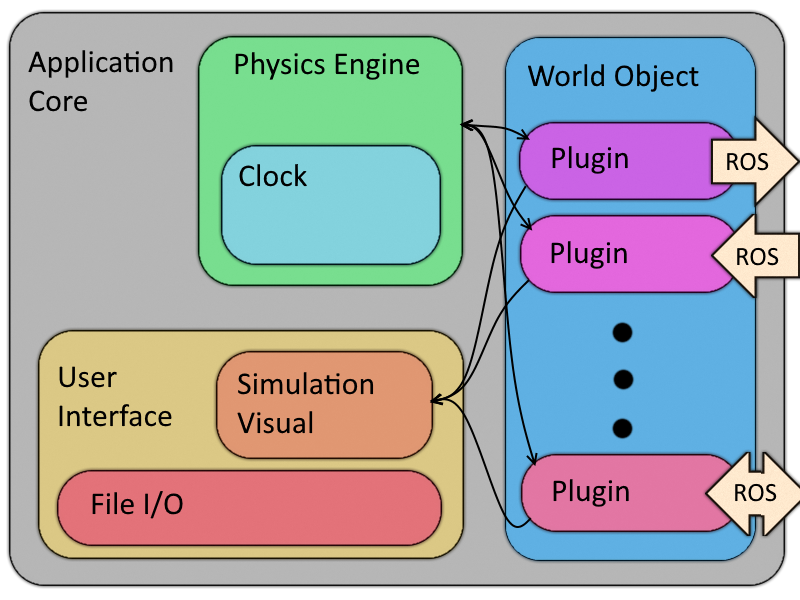 Application
Core
Physics Engine
Clock
User
Interface
Simulation
Visual
File I/O
World Object
Plugin
ROS
Plugin
ROS
Plugin
ROS